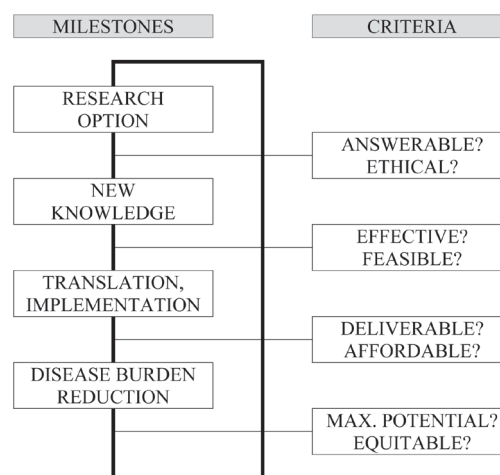 MILESTONES
CRITERIA
RESEARCH
OPTION
ANSWERABLE?
ETHICAL?
NEW
KNOWLEDGE
EFFECTIVE?
FEASIBLE?
TRANSLATION,
IMPLEMENTATION
DELIVERABLE?
AFFORDABLE?
DISEASE BURDEN
REDUCTION
MAX. POTENTIAL?
EQUITABLE?